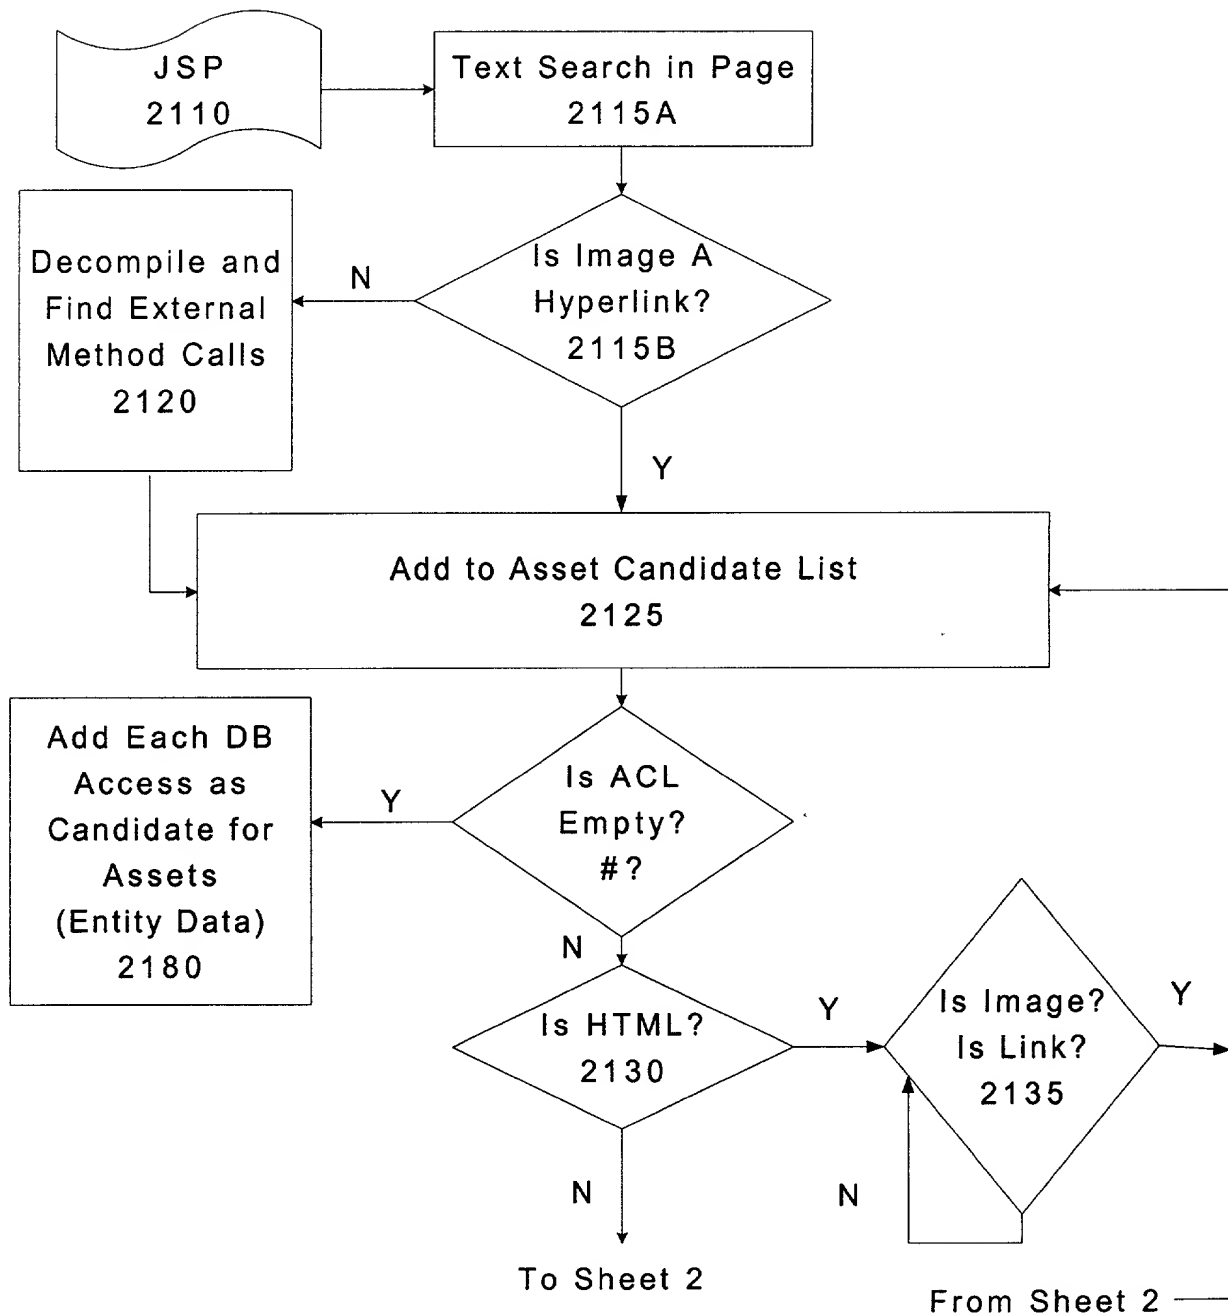 JSP
2110
Text Search in Page
2115A
Is Image A
Hyperlink?
2115B
N
Decompile and
Find External
Method Calls
2120
Y
Add to Asset Candidate List
2125
Is ACL
Empty?
#?
Y
Add Each DB
Access as
Candidate for
Assets
(Entity Data)
2180
N
Is HTML?
2130
Y
Is Image?
Is Link?
2135
Y
N
N
To Sheet 2
From Sheet 2